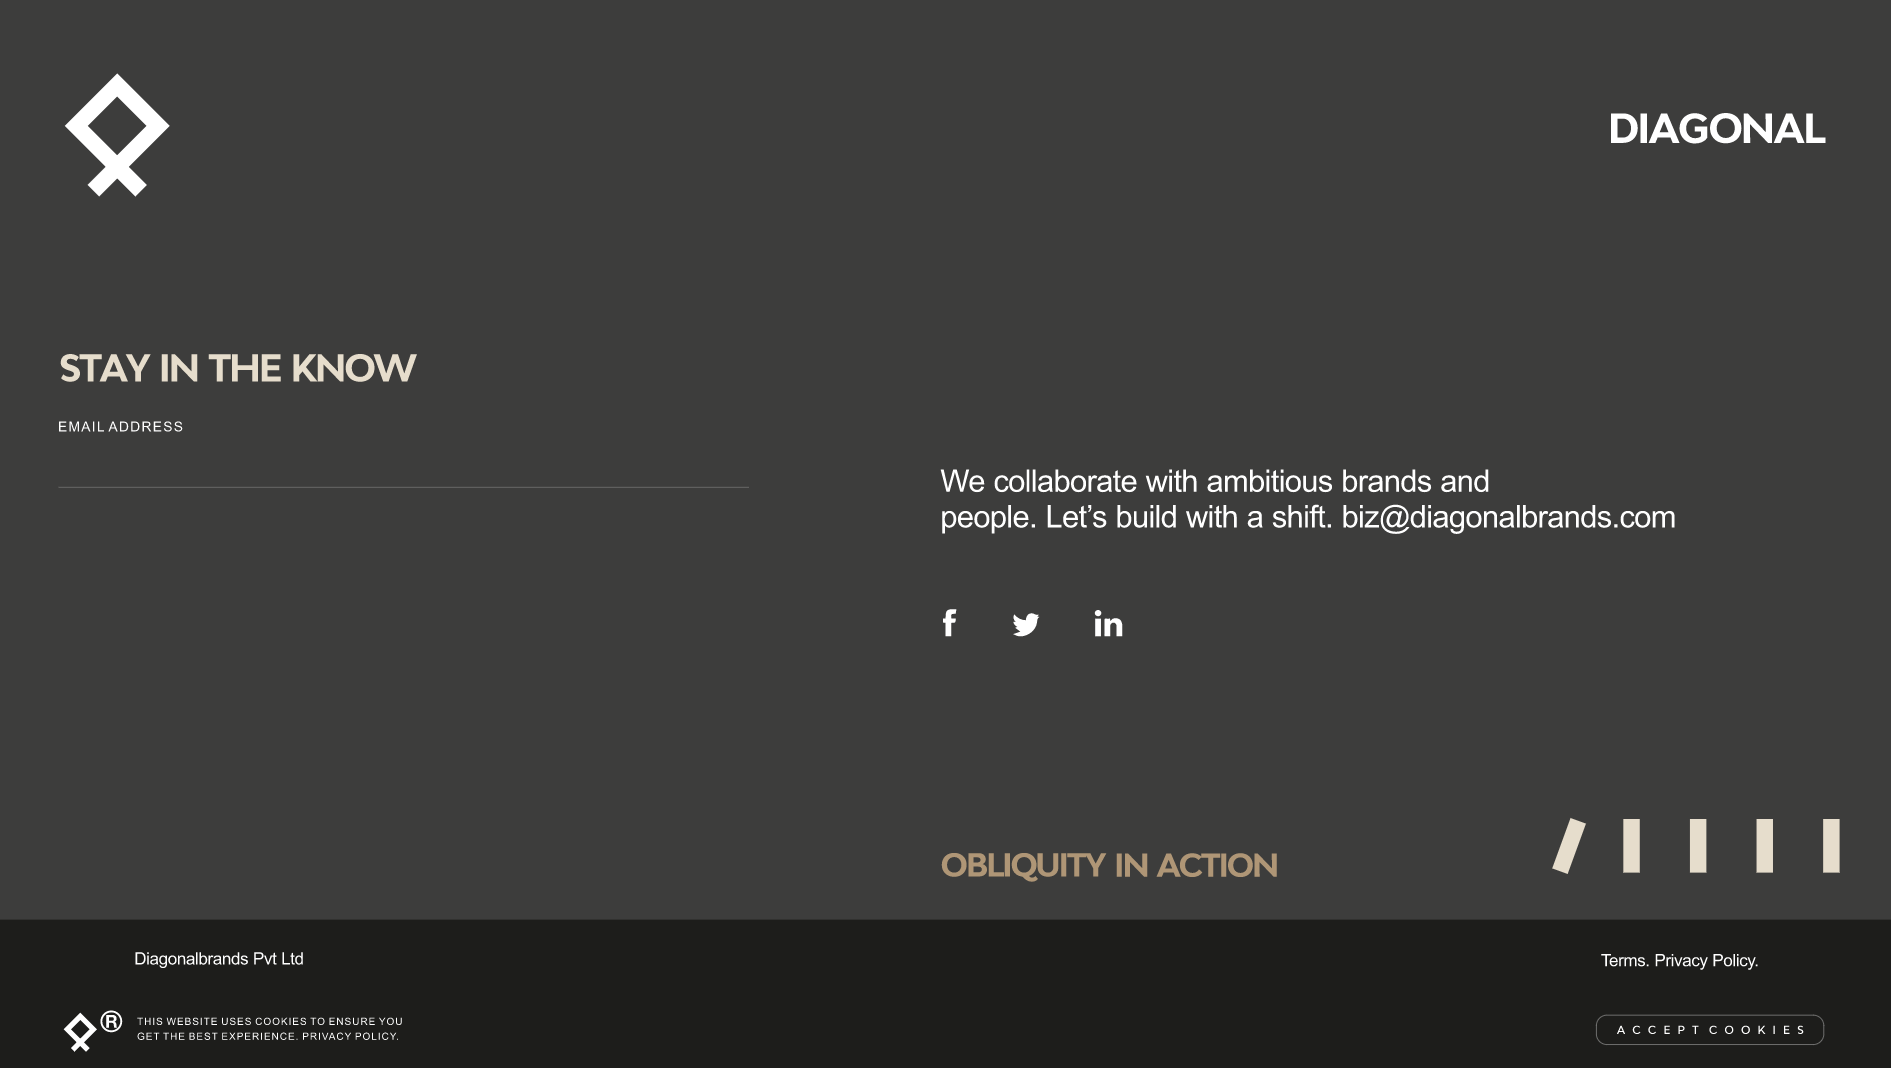 DIAGONAL
STAY IN THE KNOW
EMAIL ADDRESS
We collaborate with ambitious brands and
people. Let’s build with a shift. biz@diagonalbrands.com
f
in
OBLIQUITY IN ACTION
Diagonalbrands Pvt Ltd
Terms. Privacy Policy.
®
THIS WEBSITE USES COOKIES TO ENSURE YOU
GET THE BEST EXPERIENCE. PRIVACY POLICY.
ACCEPT COOKIES